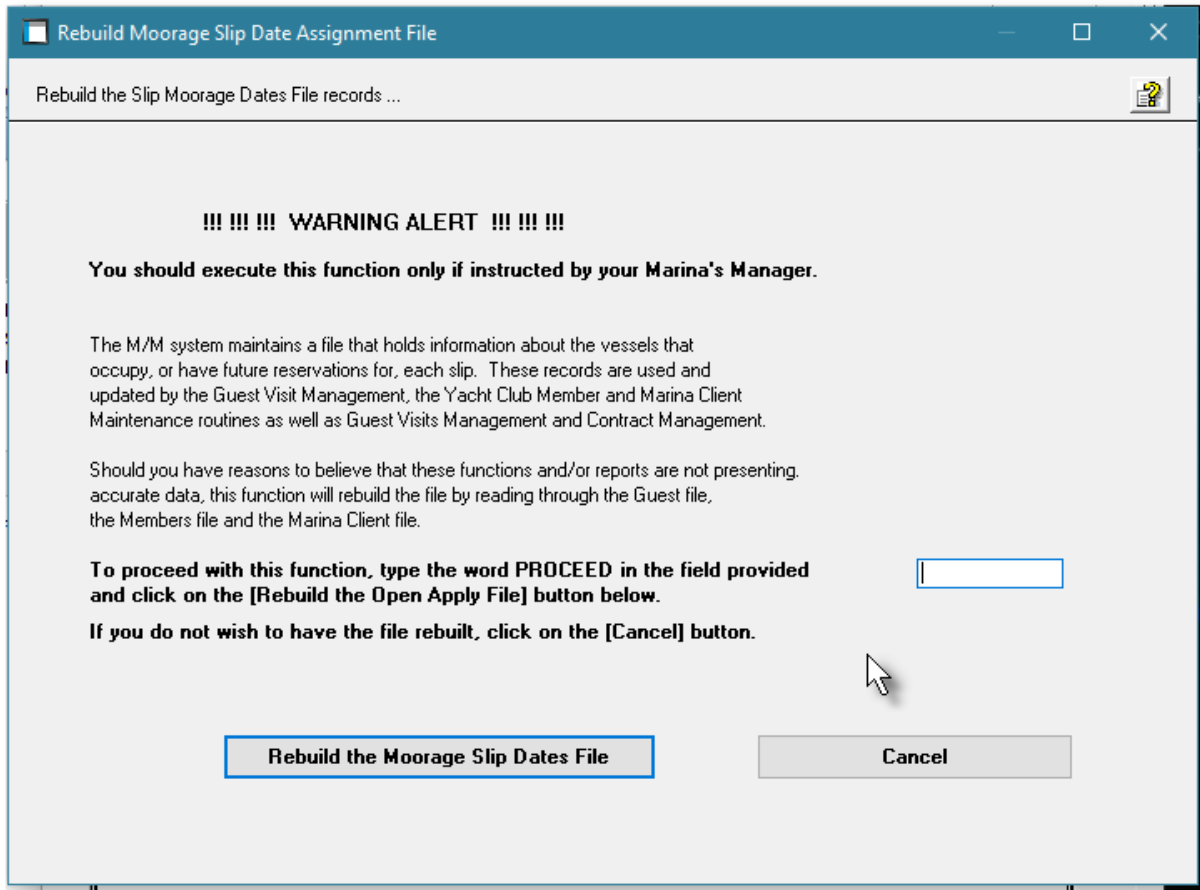 Rebuild Moorage Slip Date Assignment File
Rebuild the Slip Moorage Dates File records ...
!!! !!! !!! WARNING ALERT !!! !!! !!!
You should execute this function only if instructed by your Marina's Manager.
The M/M system maintains a file that holds information about the vessels that
occupy, or have future reservations for, each slip. These records are used and
updated by the Guest Visit Management, the Yacht Club Member and Marina Client
Maintenance routines as well as Guest Visits Management and Contract Management.
Should you have reasons to believe that these functions and/or reports are not presenting.
accurate data, this function will rebuild the file by reading through the Guest file,
the Members file and the Marina Client file.
To proceed with this function, type the word PROCEED in the field provided
and click on the [Rebuild the Open Apply File] button below.
If you do not wish to have the file rebuilt, click on the [Cancel] button.
Rebuild the Moorage Slip Dates File
Cancel